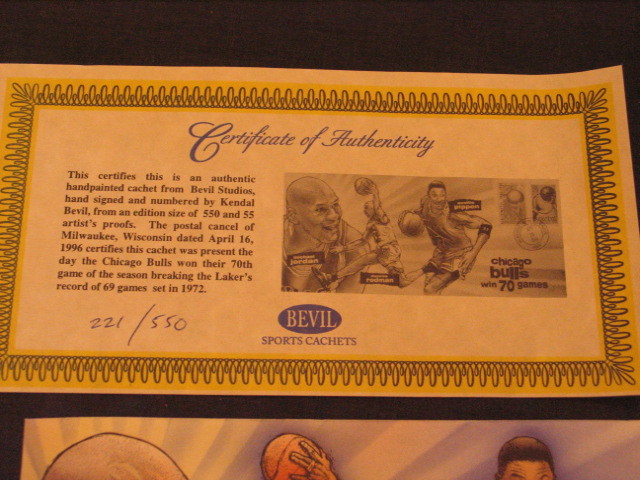 Certificate of Authenticity
This certifies this is an authentic
handpainted cachet from Bevil Studios,
hand signed and numbered by Kendal
Bevil, from an edition size of 550 and 55
artist's proofs. The postal cancel of
Milwaukee, Wisconsin dated April 16,
1996 certifies this cachet was present the
day the Chicago Bulls won their 70th
game of the season breaking the Laker's
record of 69 games set in 1972.
221/550
jordan
rodman
pippen
chicago
bulls
win 70 games
BEVIL
SPORTS CACHETS